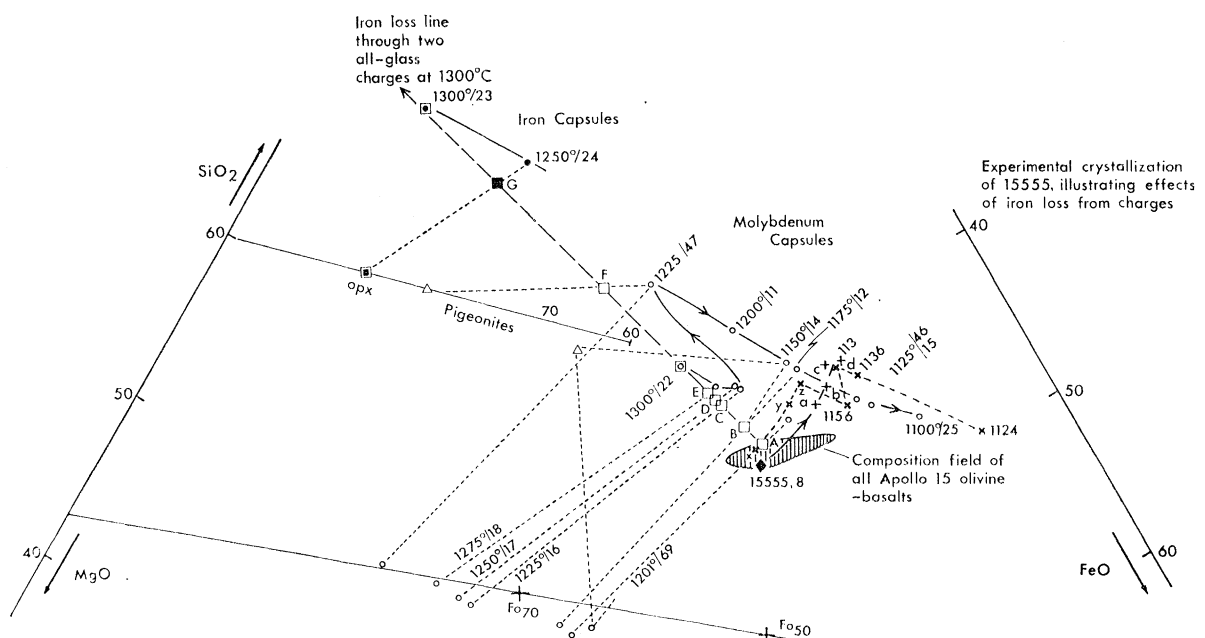 Iron loss line
through two
all-glass
charges at 1300°C
1300°/23
Iron Capsules
1250°/24
G
SiO2
60
Experimental crystallization
of 15555, illustrating effects
of iron loss from charges
40
Molybdenum
Capsules
opx
Pigeonites
70
60
F
1225°/47
1200°/11
1150°/14
1175°/12
1125°/46
/15
113
c
d
1136
b
a
z
y
x
1156
1100°/25
1124
50
50
1300°/22
E
D
C
B
A
15555,8
Composition field of
all Apollo 15 olivine
-basalts
1275°/18
1250°/17
1225°/16
1201°/69
40
MgO
Fo70
Fo50
FeO
60